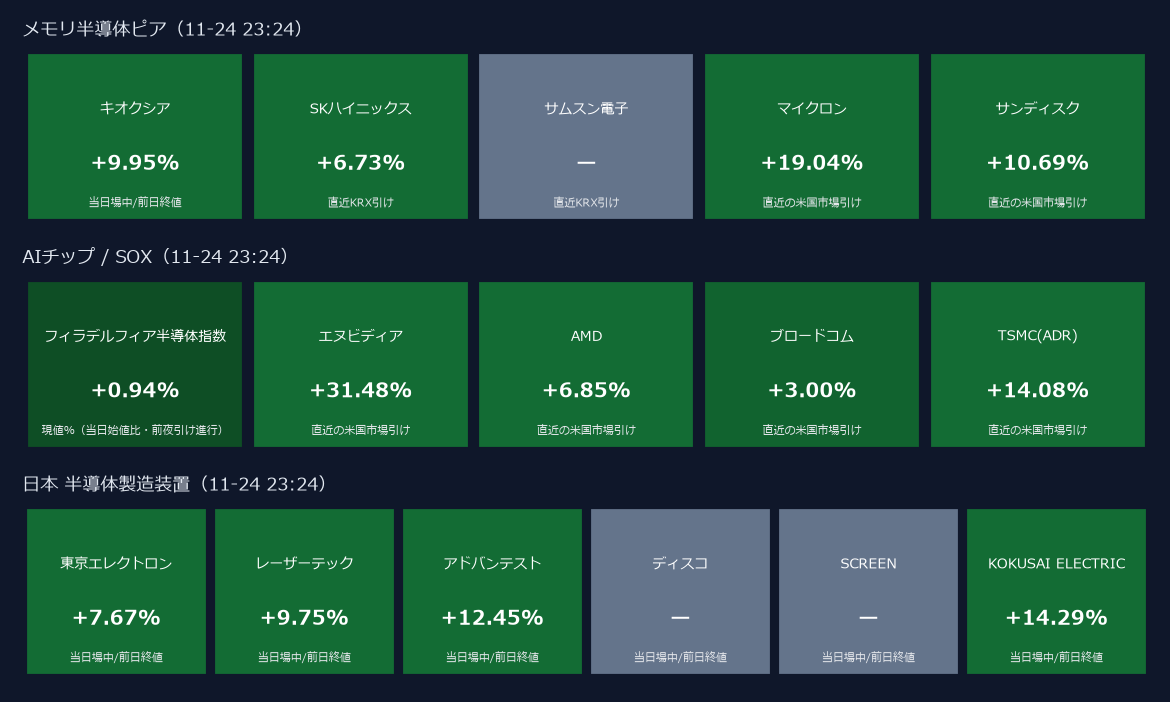 メモリ半導体ピア（11-24 23:24）
キオクシア
+9.95%
当日場中/前日終値
SKハイニックス
+6.73%
直近KRX引け
サムスン電子
—
直近KRX引け
マイクロン
+19.04%
直近の米国市場引け
サンディスク
+10.69%
直近の米国市場引け
AIチップ / SOX（11-24 23:24）
フィラデルフィア半導体指数
+0.94%
現値%（当日始値比・前夜引け進行）
エヌビディア
+31.48%
直近の米国市場引け
AMD
+6.85%
直近の米国市場引け
ブロードコム
+3.00%
直近の米国市場引け
TSMC(ADR)
+14.08%
直近の米国市場引け
日本 半導体製造装置（11-24 23:24）
東京エレクトロン
+7.67%
当日場中/前日終値
レーザーテック
+9.75%
当日場中/前日終値
アドバンテスト
+12.45%
当日場中/前日終値
ディスコ
—
当日場中/前日終値
SCREEN
—
当日場中/前日終値
KOKUSAI ELECTRIC
+14.29%
当日場中/前日終値